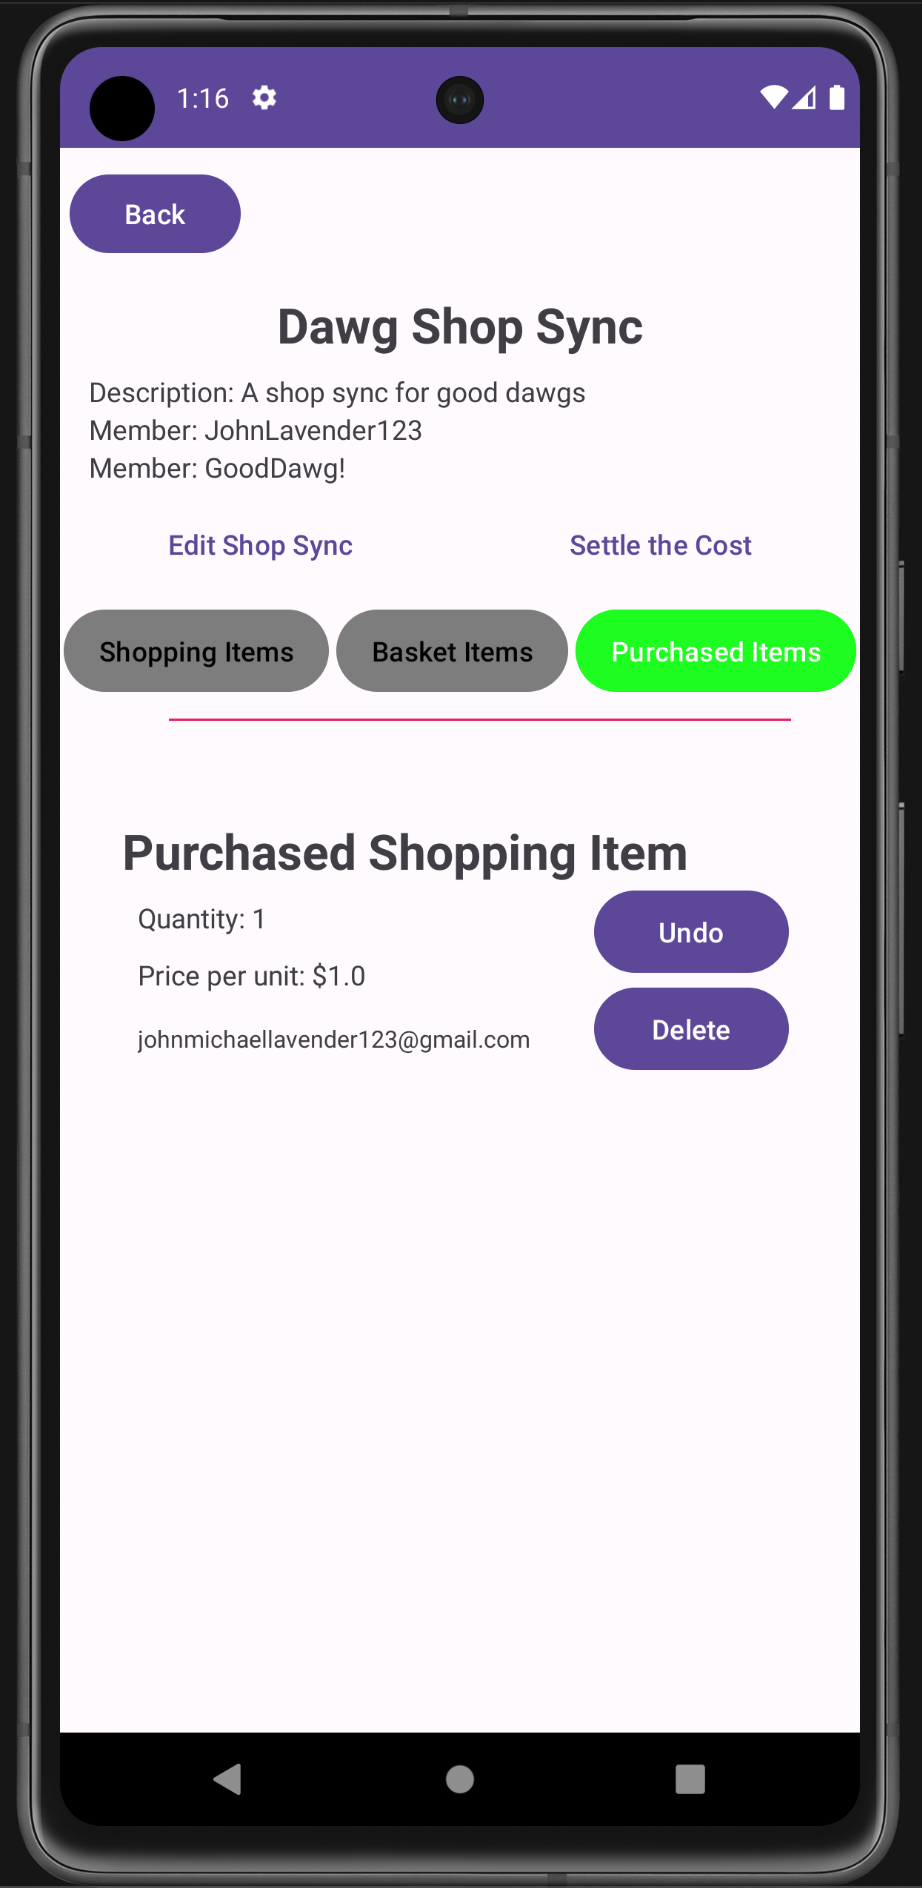 1:16
Back
Dawg Shop Sync
Description: A shop sync for good dawgs
Member: JohnLavender123
Member: GoodDawg!
Edit Shop Sync Settle the Cost
Shopping Items Basket Items Purchased Items
Purchased Shopping Item
Quantity: 1
Undo
Price per unit: $1.0
Delete
johnmichaellavender123@gmail.com